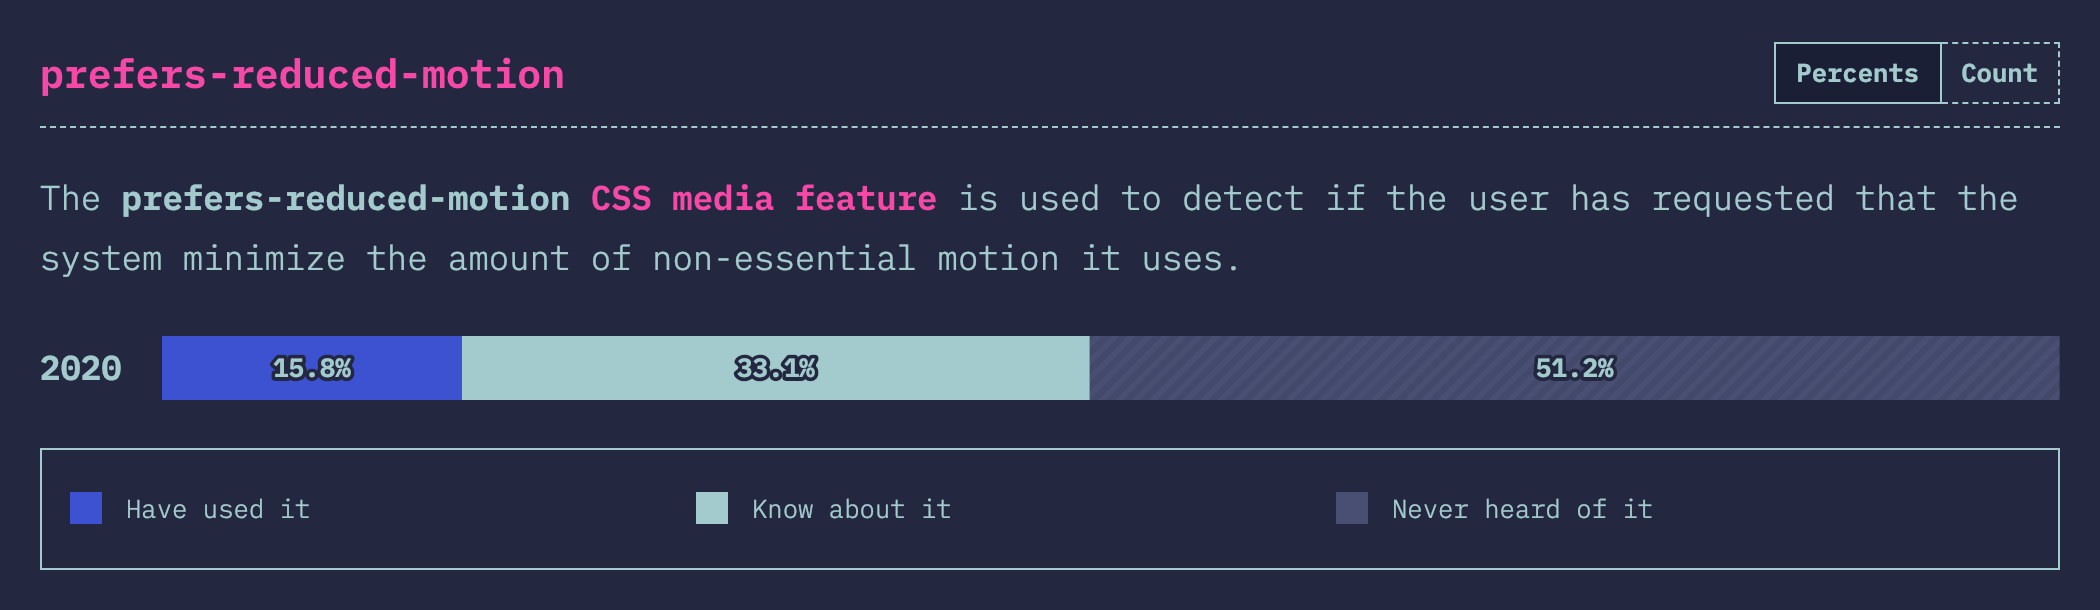 prefers-reduced-motion
Percents Count
The prefers-reduced-motion CSS media feature is used to detect if the user has requested that the
system minimize the amount of non-essential motion it uses.
2020 15.8% 33.1% 51.2%
Have used it Know about it Never heard of it